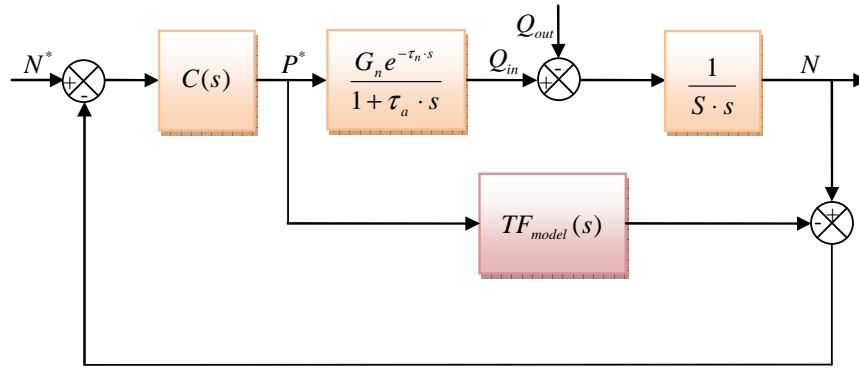 N* + - C(s) P* G_n e^{-τ_n·s} / 1 + τ_a · s Q_in Q_out - + 1 / S · s N
TF_model(s) - +